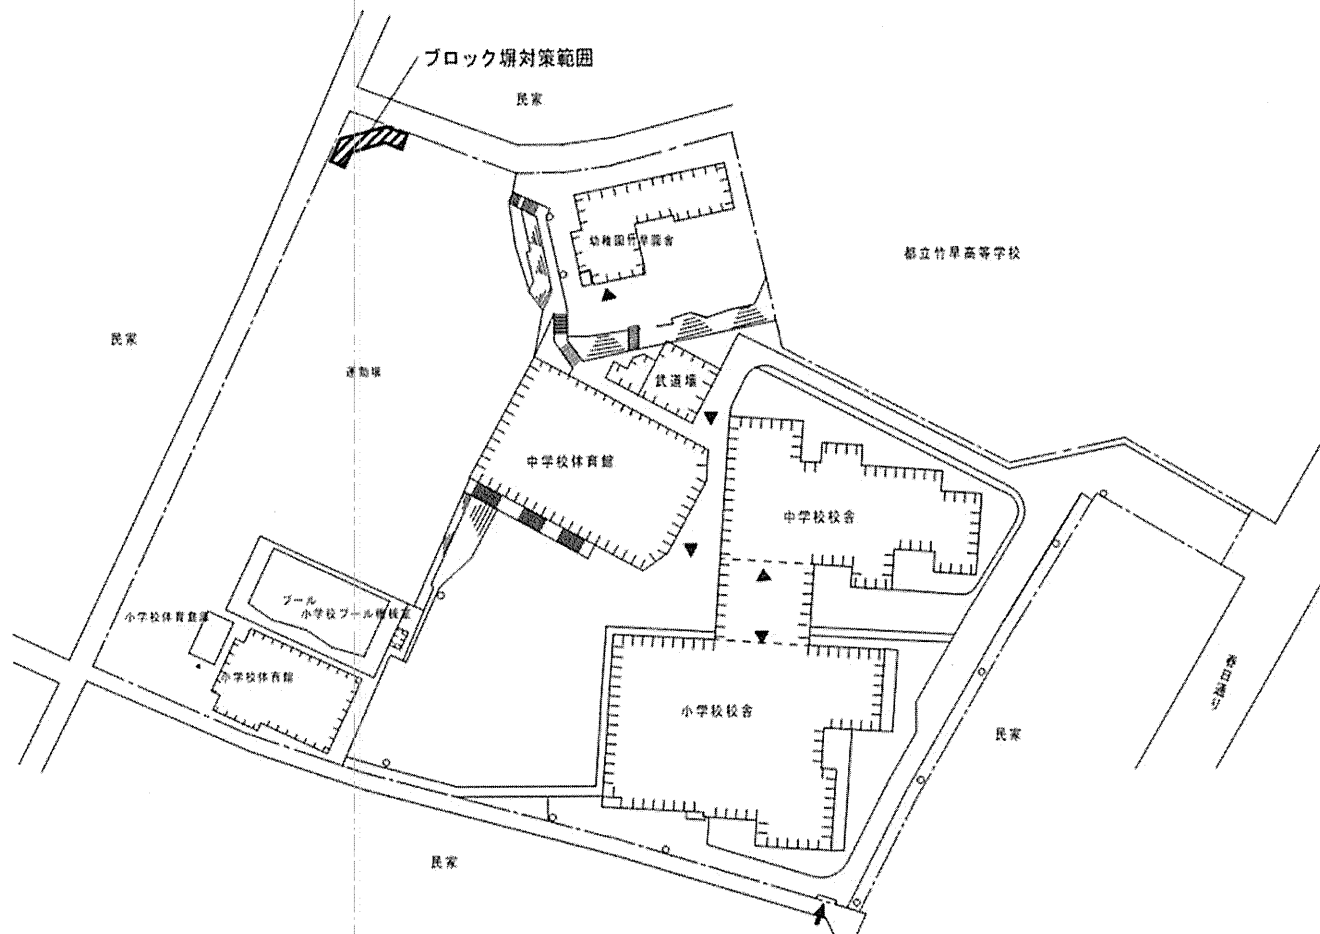 ブロック塀対策範囲
民家
幼稚園竹早園舎
都立竹早高等学校
民家
運動場
武道場
中学校体育館
中学校校舎
プール
小学校プール機械室
小学校体育倉庫
小学校体育館
小学校校舎
春日通り
民家
民家